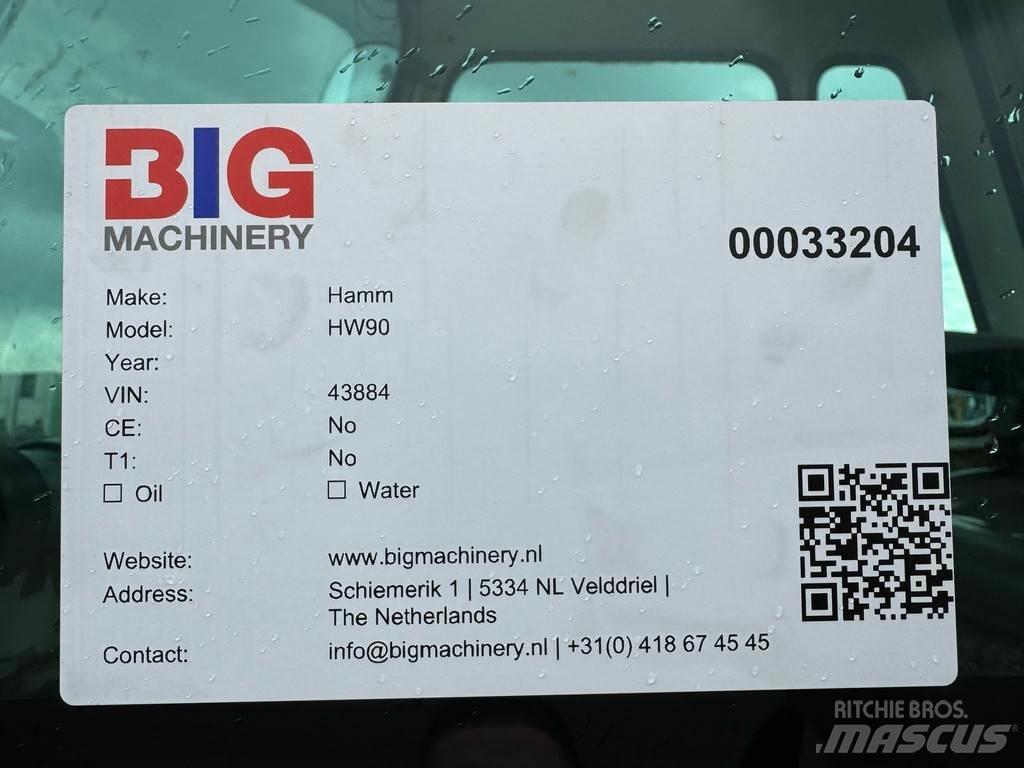 BIG
MACHINERY
00033204
Make: Hamm
Model: HW90
Year:
VIN: 43884
CE: No
T1: No
☐ Oil ☐ Water
Website: www.bigmachinery.nl
Address: Schiemerik 1 | 5334 NL Velddriel |
The Netherlands
Contact: info@bigmachinery.nl | +31(0) 418 67 45 45
RITCHIE BROS.
MASCUS